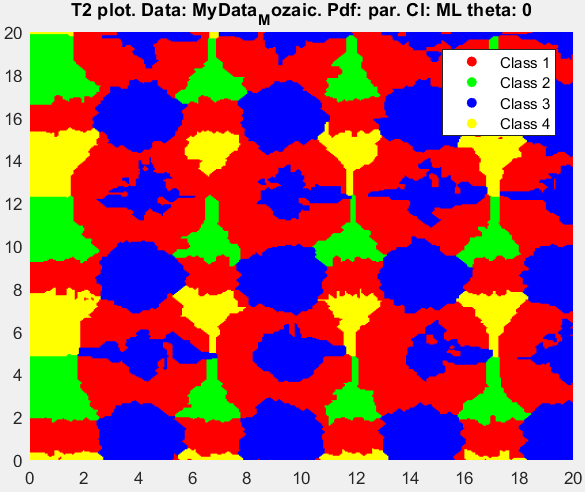 T2 plot. Data: MyData_Mozaic. Pdf: par. Cl: ML theta: 0
20
18
16
14
12
10
8
6
4
2
0
Class 1
Class 2
Class 3
Class 4
0 2 4 6 8 10 12 14 16 18 20